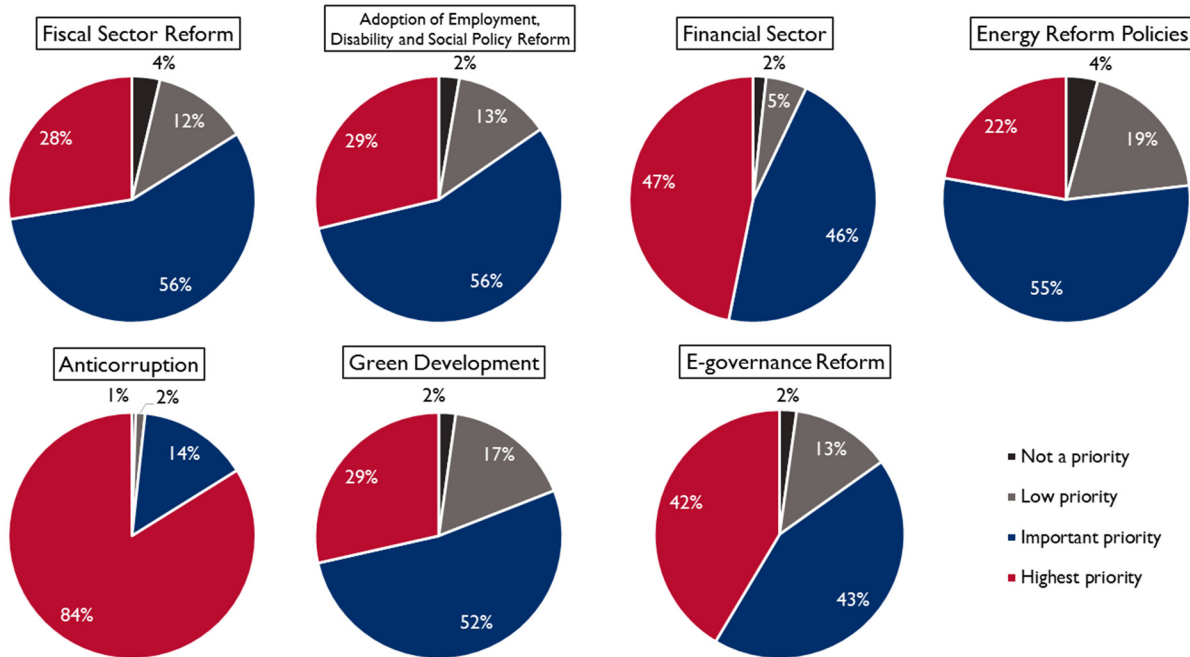 Fiscal Sector Reform
4%
12%
28%
56%
Adoption of Employment,
Disability and Social Policy Reform
2%
13%
29%
56%
Financial Sector
2%
5%
47%
46%
Energy Reform Policies
4%
22%
19%
55%
Anticorruption
1%
2%
14%
84%
Green Development
2%
17%
29%
52%
E-governance Reform
2%
13%
42%
43%
Not a priority
Low priority
Important priority
Highest priority